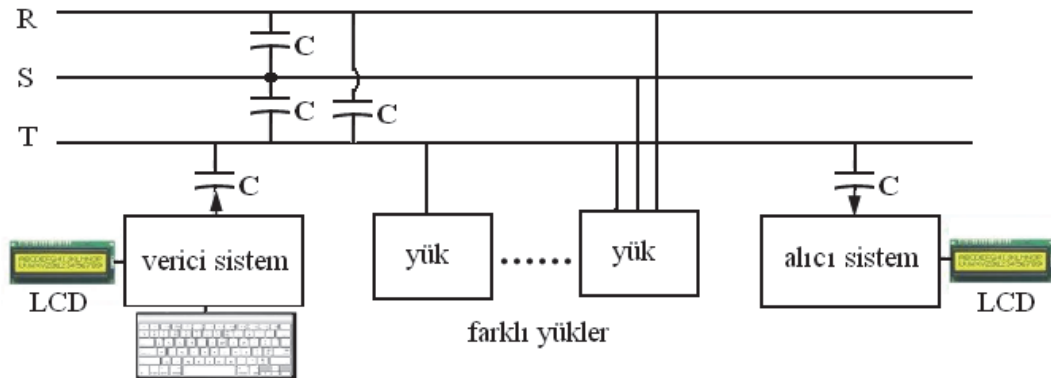 R
C
S
C
C
T
C
C
verici sistem
yük
......
yük
alıcı sistem
LCD
LCD
farklı yükler